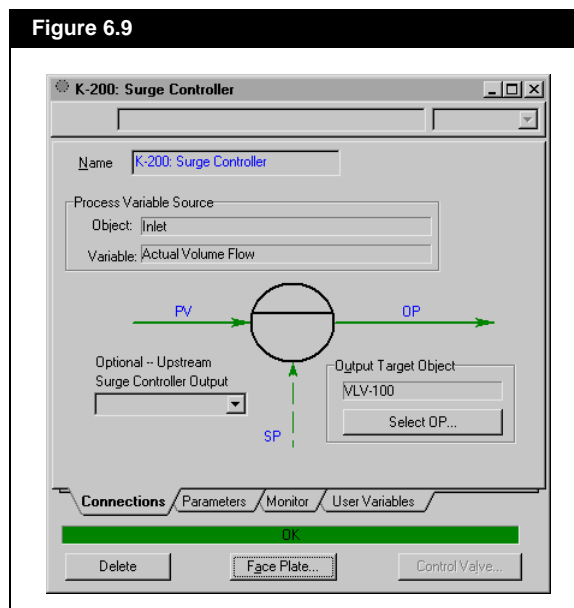 Figure 6.9
K-200: Surge Controller
Name K-200: Surge Controller
Process Variable Source
Object: Inlet
Variable: Actual Volume Flow
PV
OP
Optional -- Upstream
Surge Controller Output
Output Target Object
VLV-100
Select OP...
SP
Connections Parameters Monitor User Variables
OK
Delete Face Plate... Control Valve...